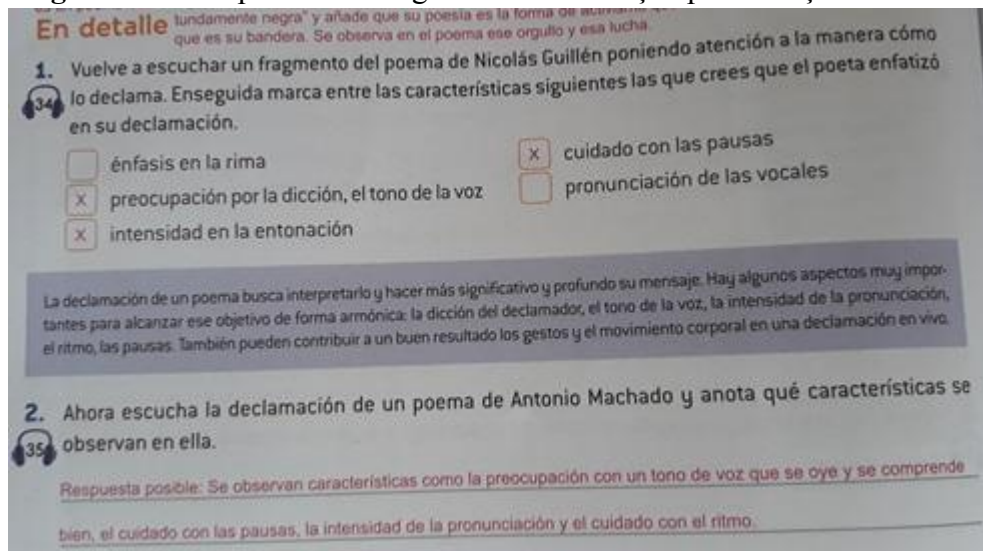 En detalle
fundamente negra" y añade que su poesía es la forma de
que es su bandera. Se observa en el poema ese orgullo y esa lucha.
1. Vuelve a escuchar un fragmento del poema de Nicolás Guillén poniendo atención a la manera cómo
34 lo declama. Enseguida marca entre las características siguientes las que crees que el poeta enfatizó
en su declamación.
énfasis en la rima
x preocupación por la dicción, el tono de la voz
x intensidad en la entonación
x cuidado con las pausas
pronunciación de las vocales
La declamación de un poema busca interpretarlo y hacer más significativo y profundo su mensaje. Hay algunos aspectos muy impor-
tantes para alcanzar ese objetivo de forma armónica: la dicción del declamador, el tono de la voz, la intensidad de la pronunciación,
el ritmo, las pausas. También pueden contribuir a un buen resultado los gestos y el movimiento corporal en una declamación en vivo.
2. Ahora escucha la declamación de un poema de Antonio Machado y anota qué características se
35 observan en ella.
Respuesta posible: Se observan características como la preocupación con un tono de voz que se oye y se comprende
bien, el cuidado con las pausas, la intensidad de la pronunciación y el cuidado con el ritmo.